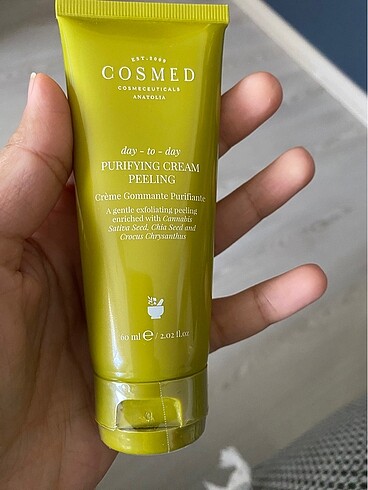 EST. 2008
COSMED
COSMECEUTICALS
ANATOLIA
day - to - day
PURIFYING CREAM
PEELING
Crème Gommante Purifiante
A gentle exfoliating peeling
enriched with Cannabis
Sativa Seed, Chia Seed and
Crocus Chrysanthus
60 ml ℮ / 2.02 fl.oz